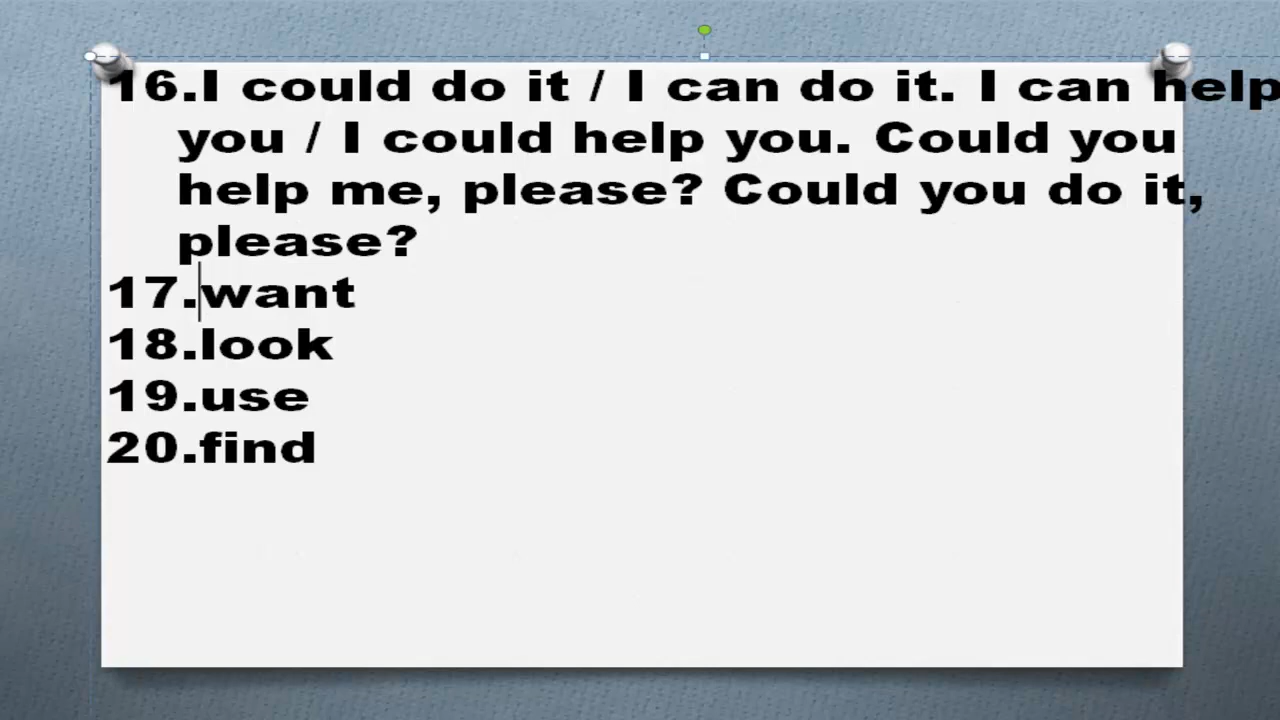 16.I could do it / I can do it. I can help
you / I could help you. Could you
help me, please? Could you do it,
please?
17.want
18.look
19.use
20.find